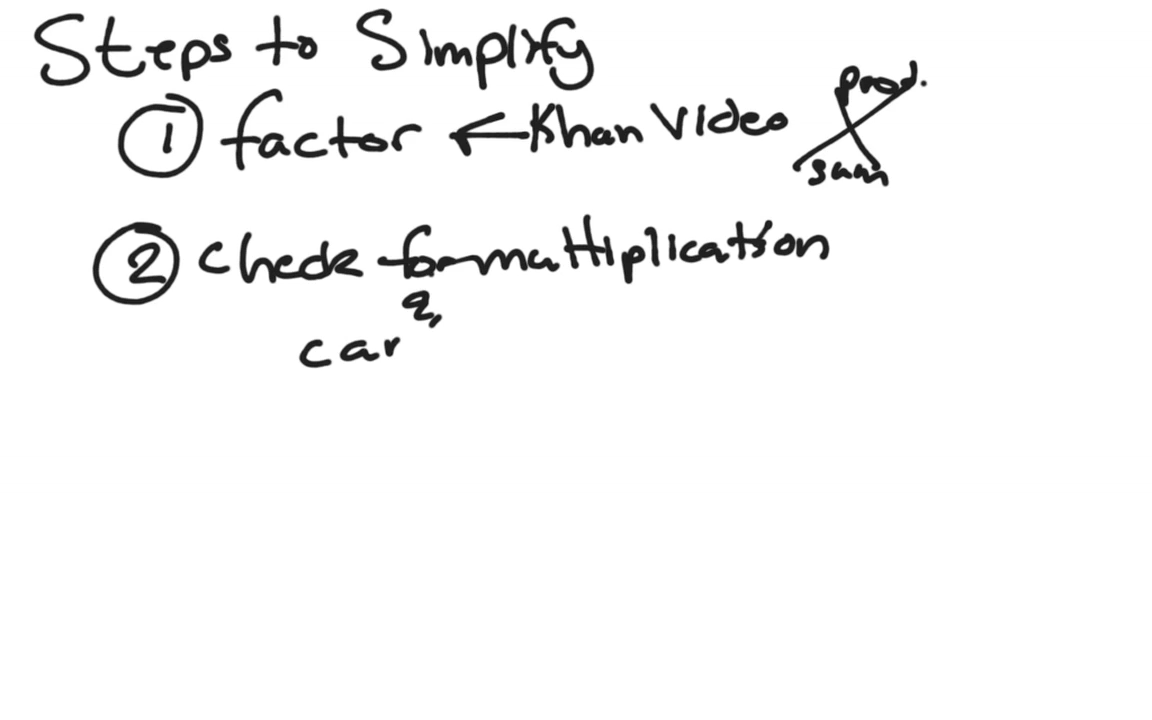 Steps to Simplify
① factor ← Khan Video prod. sum
② Check for multiplication
&
car